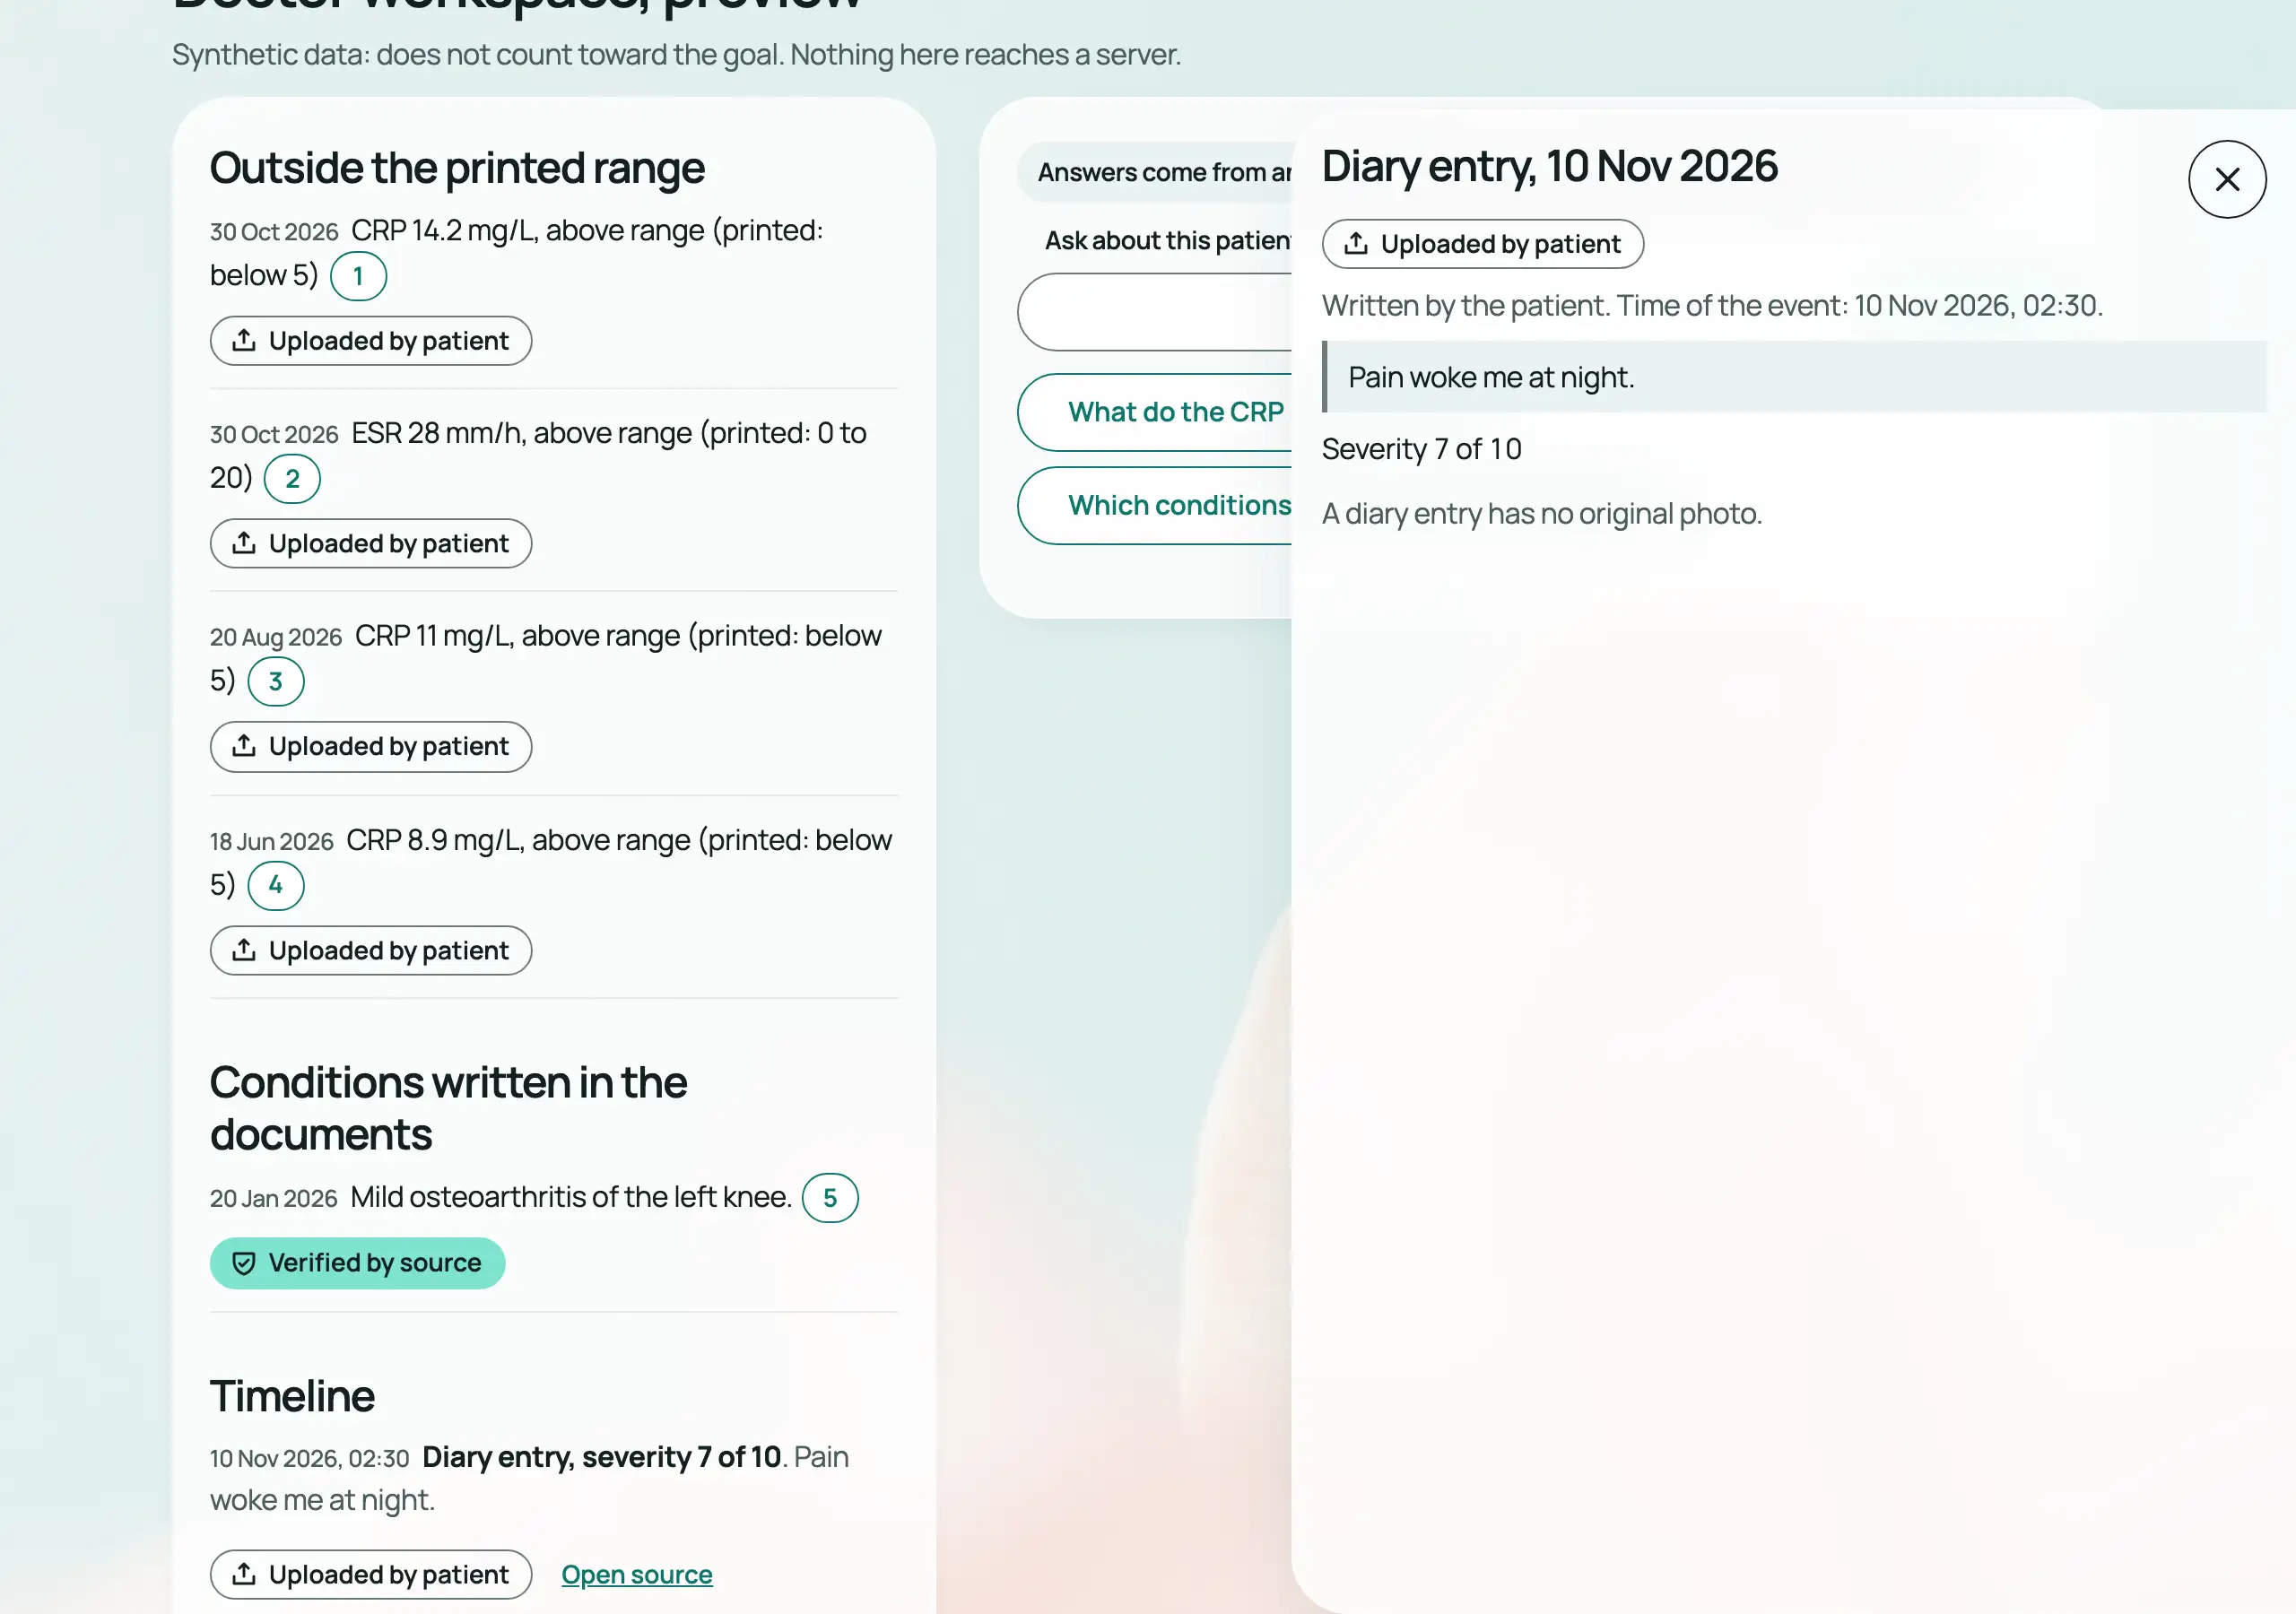 Doctor workspace, preview
Synthetic data: does not count toward the goal. Nothing here reaches a server.
Outside the printed range
30 Oct 2026 CRP 14.2 mg/L, above range (printed:
below 5) 1
Uploaded by patient
30 Oct 2026 ESR 28 mm/h, above range (printed: 0 to
20) 2
Uploaded by patient
20 Aug 2026 CRP 11 mg/L, above range (printed: below
5) 3
Uploaded by patient
18 Jun 2026 CRP 8.9 mg/L, above range (printed: below
5) 4
Uploaded by patient
Conditions written in the
documents
20 Jan 2026 Mild osteoarthritis of the left knee. 5
Verified by source
Timeline
10 Nov 2026, 02:30 Diary entry, severity 7 of 10. Pain
woke me at night.
Uploaded by patient Open source
Answers come from
Ask about this patient
What do the CRP
Which conditions
Diary entry, 10 Nov 2026
Uploaded by patient
Written by the patient. Time of the event: 10 Nov 2026, 02:30.
Pain woke me at night.
Severity 7 of 10
A diary entry has no original photo.